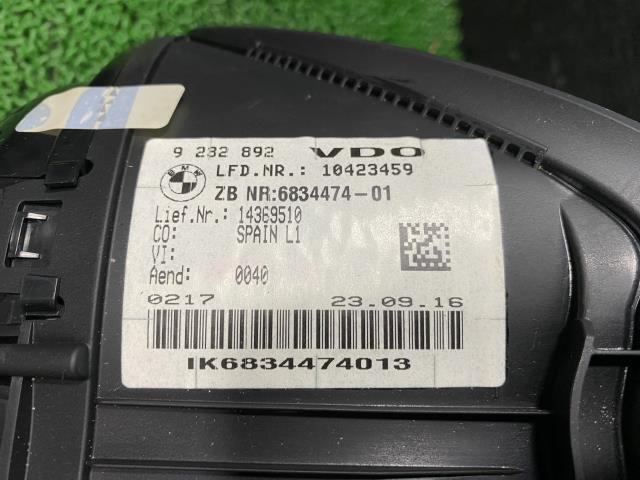 9 232 892 VDO
BMW LFD.NR.: 10423459
ZB NR:6834474-01
Lief.Nr.: 14369510
CO: SPAIN L1
VI:
Aend: 0040
0217 23.09.16
IK6834474013